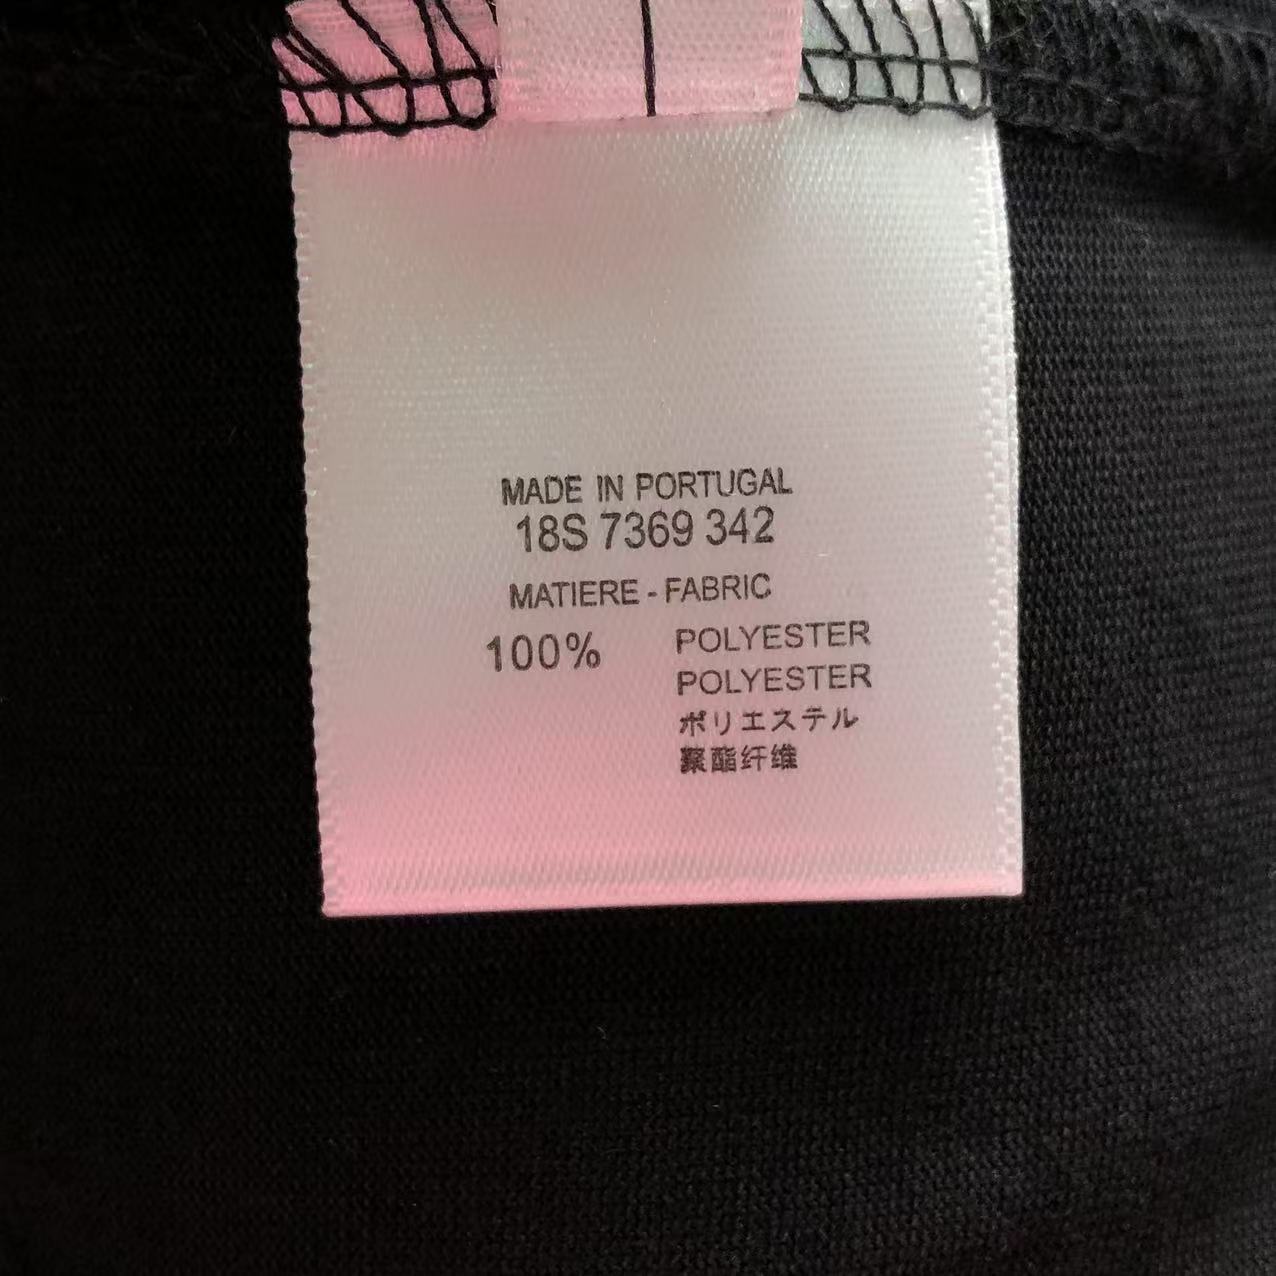 MADE IN PORTUGAL
18S 7369 342
MATIERE - FABRIC
100% POLYESTER
POLYESTER
ポリエステル
聚酯纤维